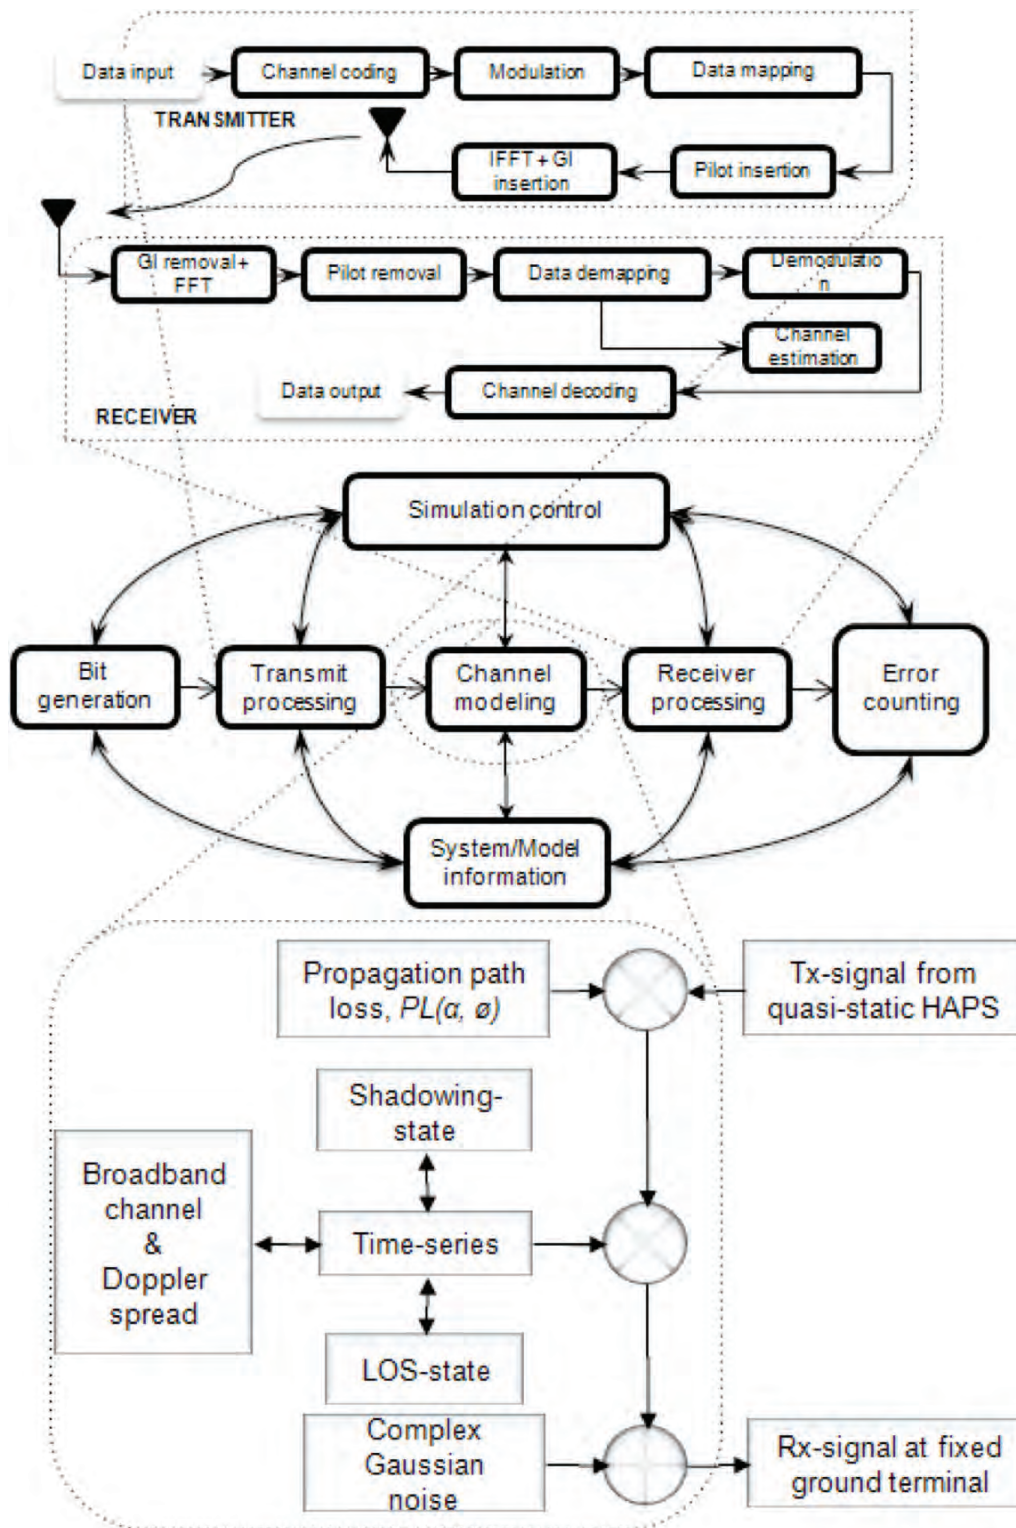 Data input
Channel coding
Modulation
Data mapping
TRANSMITTER
IFFT + GI
insertion
Pilot insertion
GI removal+
FFT
Pilot removal
Data demapping
Demodulatio
n
Channel
estimation
Data output
Channel decoding
RECEIVER
Simulation control
Bit
generation
Transmit
processing
Channel
modeling
Receiver
processing
Error
counting
System/Model
information
Propagation path
loss, PL(α, ø)
Tx-signal from
quasi-static HAPS
Shadowing-
state
Broadband
channel
&
Doppler
spread
Time-series
LOS-state
Complex
Gaussian
noise
Rx-signal at fixed
ground terminal